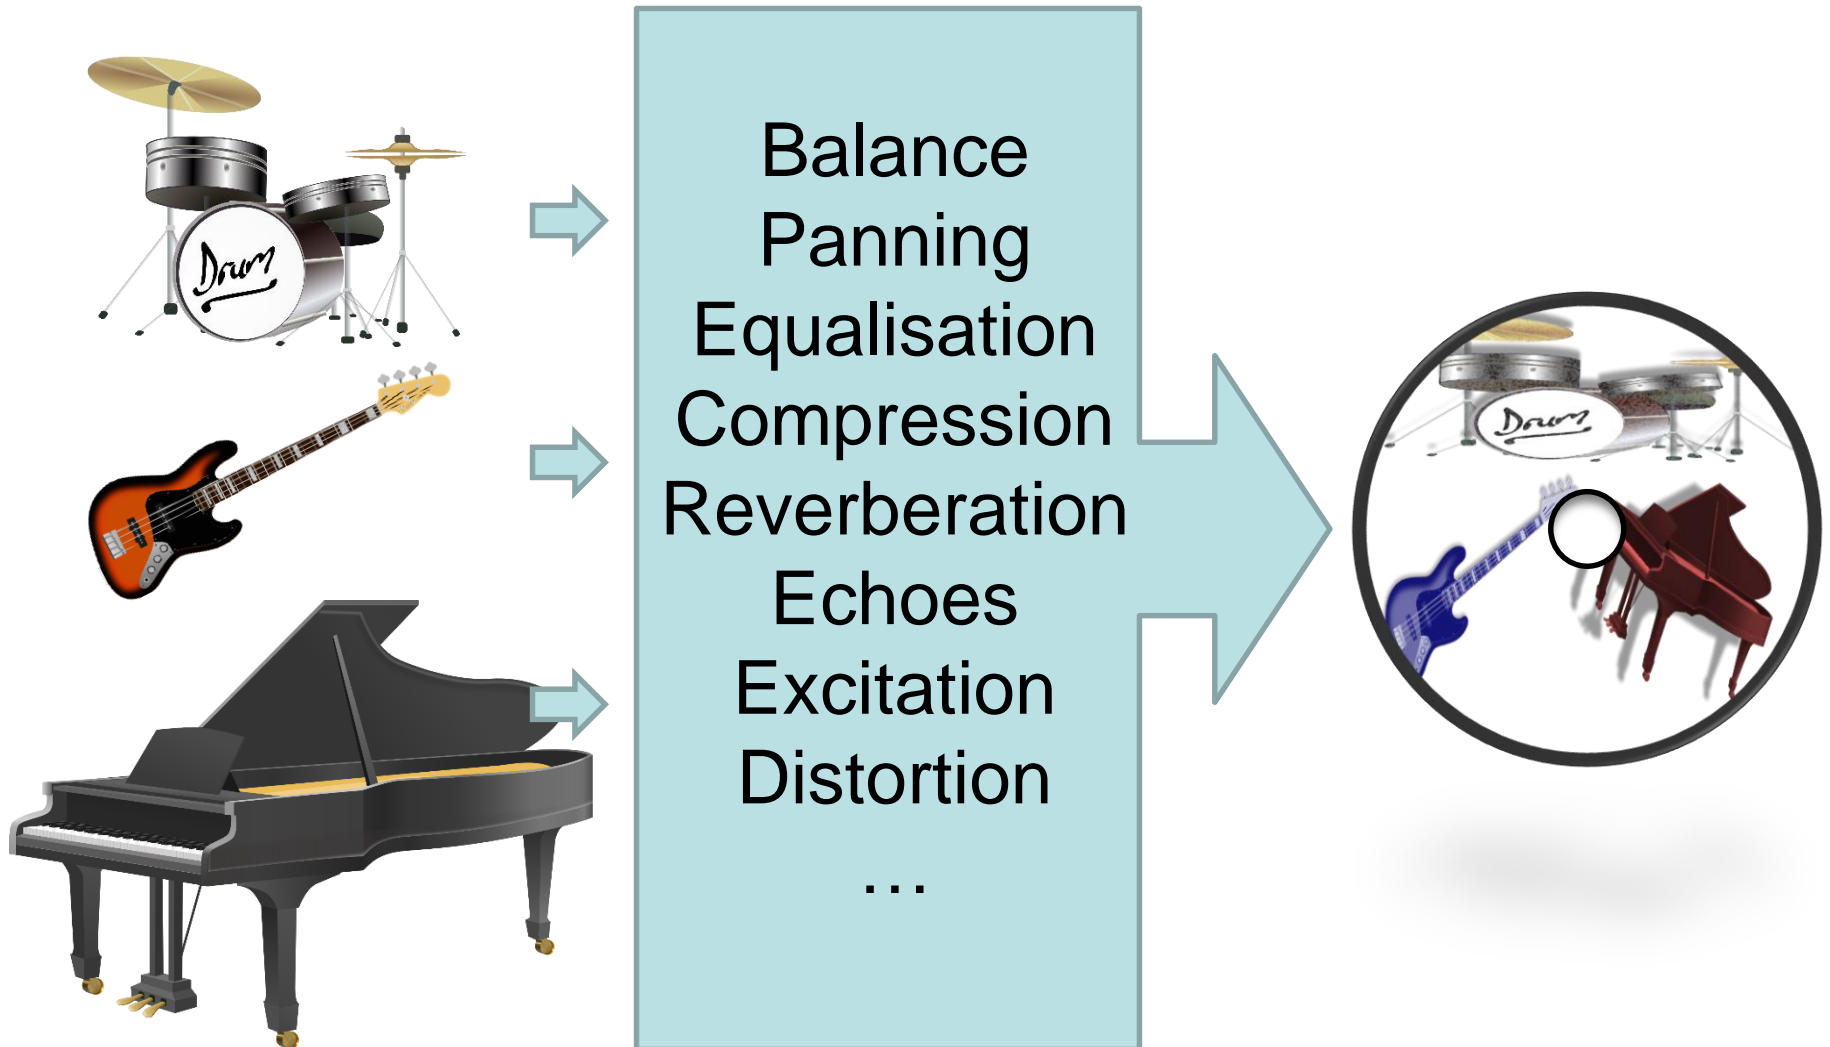 Drum
Balance
Panning
Equalisation
Compression
Reverberation
Echoes
Excitation
Distortion
…
Drum